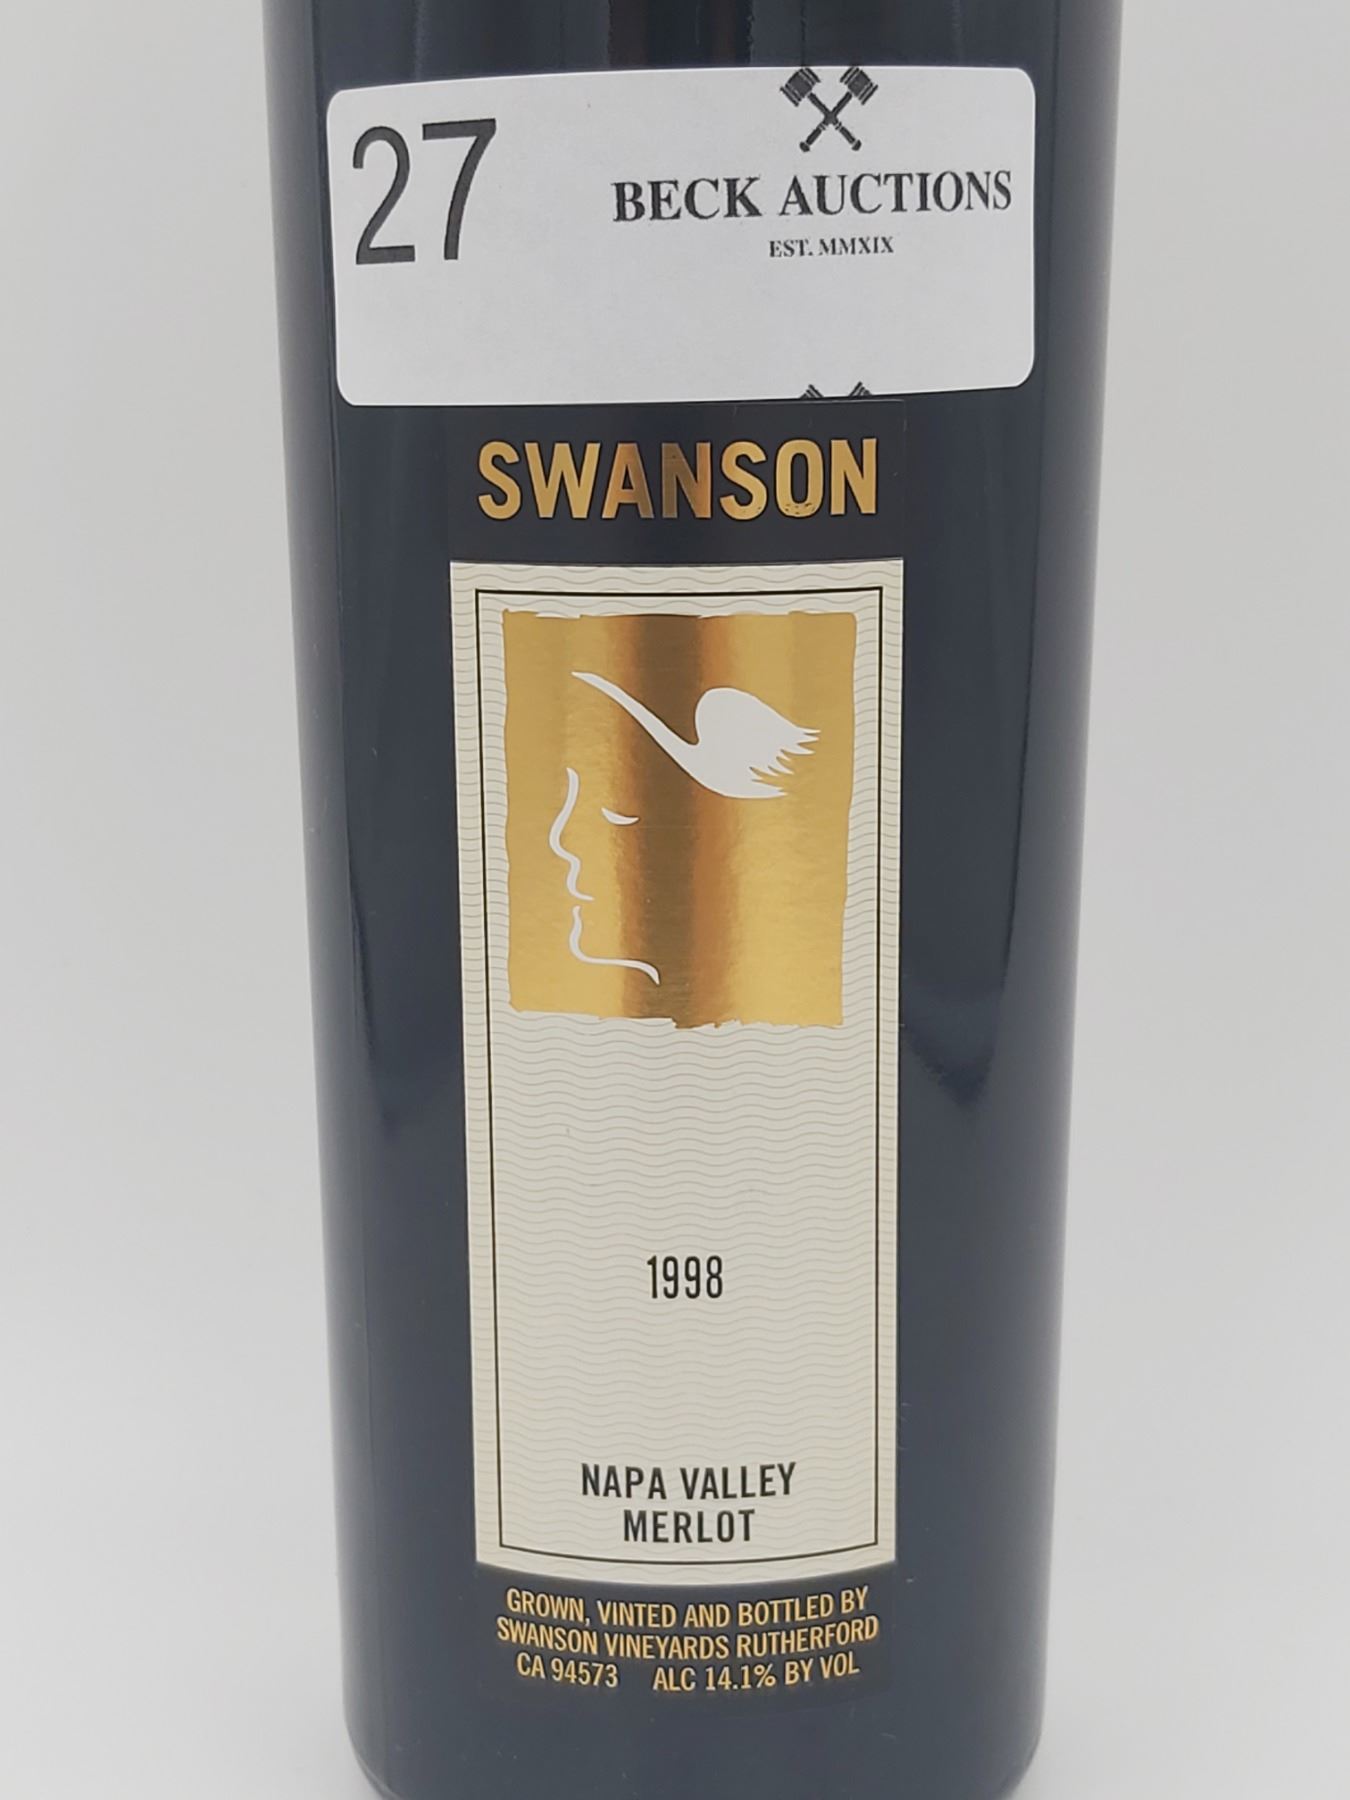 27
BECK AUCTIONS
EST. MMXIX
SWANSON
1998
NAPA VALLEY
MERLOT
GROWN, VINTED AND BOTTLED BY
SWANSON VINEYARDS RUTHERFORD
CA 94573 ALC 14.1% BY VOL